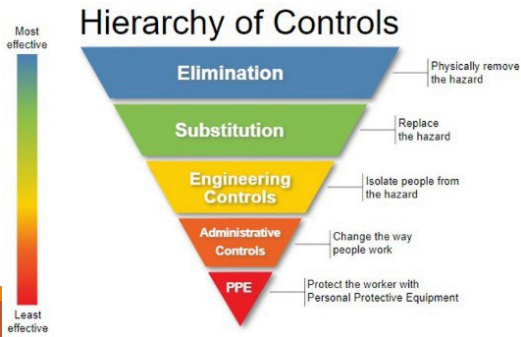 Hierarchy of Controls
Most
effective
Elimination
Physically remove
the hazard
Substitution
Replace
the hazard
Engineering
Controls
Isolate people from
the hazard
Administrative
Controls
Change the way
people work
PPE
Protect the worker with
Personal Protective Equipment
Least
effective